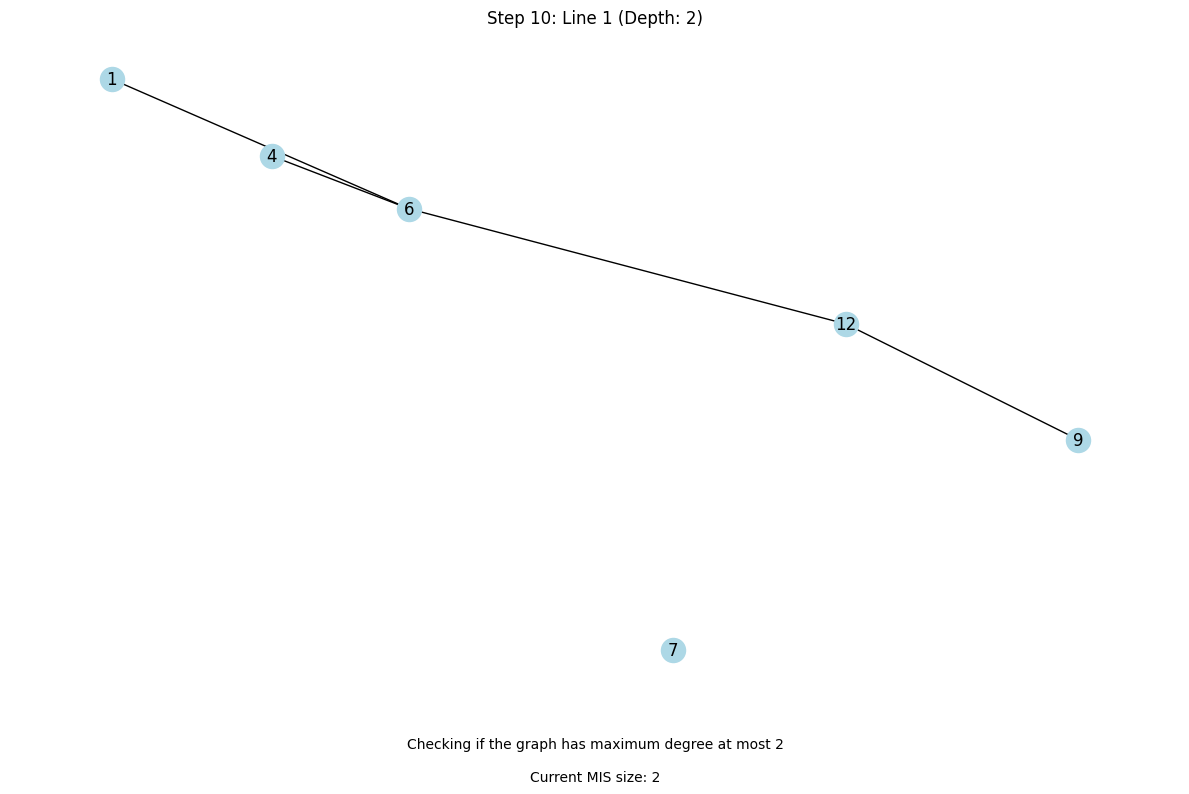 Step 10: Line 1 (Depth: 2)
1
4
6
12
9
7
Checking if the graph has maximum degree at most 2
Current MIS size: 2